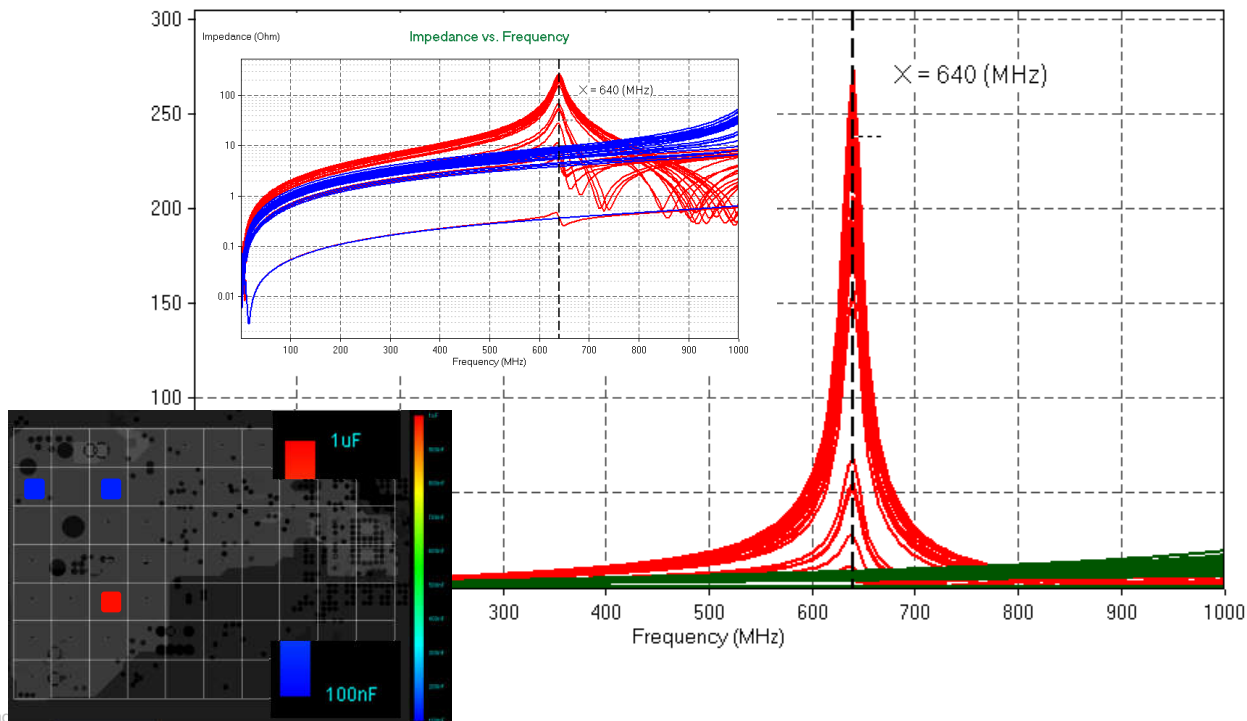 300
Impedance (Ohm)
Impedance vs. Frequency
X = 640 (MHz)
250
100
X = 640 (MHz)
10
200
1
0.1
150
0.01
100 200 300 400 500 600 700 800 900 1000
Frequency (MHz)
100
1uF
100nF
300 400 500 600 700 800 900 1000
Frequency (MHz)